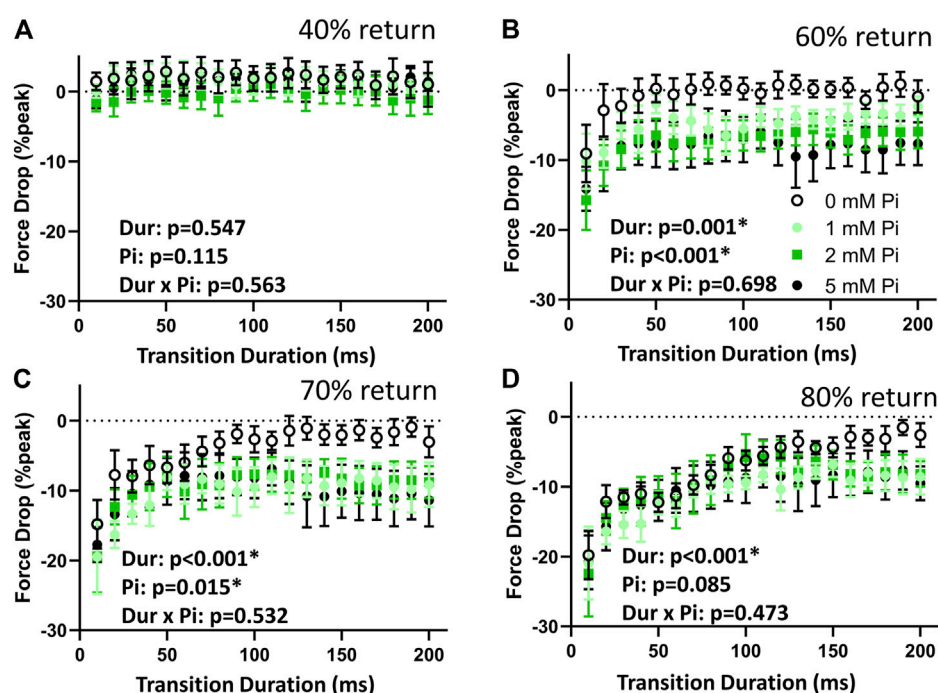 A
40% return
Force Drop (%peak)
0
-10
-20
-30
Dur: p=0.547
Pi: p=0.115
Dur x Pi: p=0.563
0
50
100
150
200
Transition Duration (ms)
B
60% return
Force Drop (%peak)
0
-10
-20
-30
0 mM Pi
1 mM Pi
2 mM Pi
5 mM Pi
Dur: p=0.001*
Pi: p<0.001*
Dur x Pi: p=0.698
0
50
100
150
200
Transition Duration (ms)
C
70% return
Force Drop (%peak)
0
-10
-20
-30
Dur: p<0.001*
Pi: p=0.015*
Dur x Pi: p=0.532
0
50
100
150
200
Transition Duration (ms)
D
80% return
Force Drop (%peak)
0
-10
-20
-30
Dur: p<0.001*
Pi: p=0.085
Dur x Pi: p=0.473
0
50
100
150
200
Transition Duration (ms)